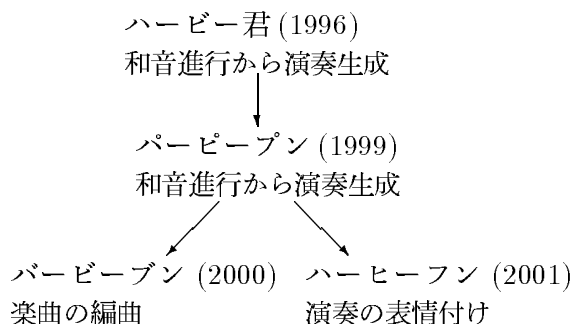 ハービー君 (1996)
和音進行から演奏生成
パーピープン (1999)
和音進行から演奏生成
バービーブン (2000)
楽曲の編曲
ハーヒーフン (2001)
演奏の表情付け